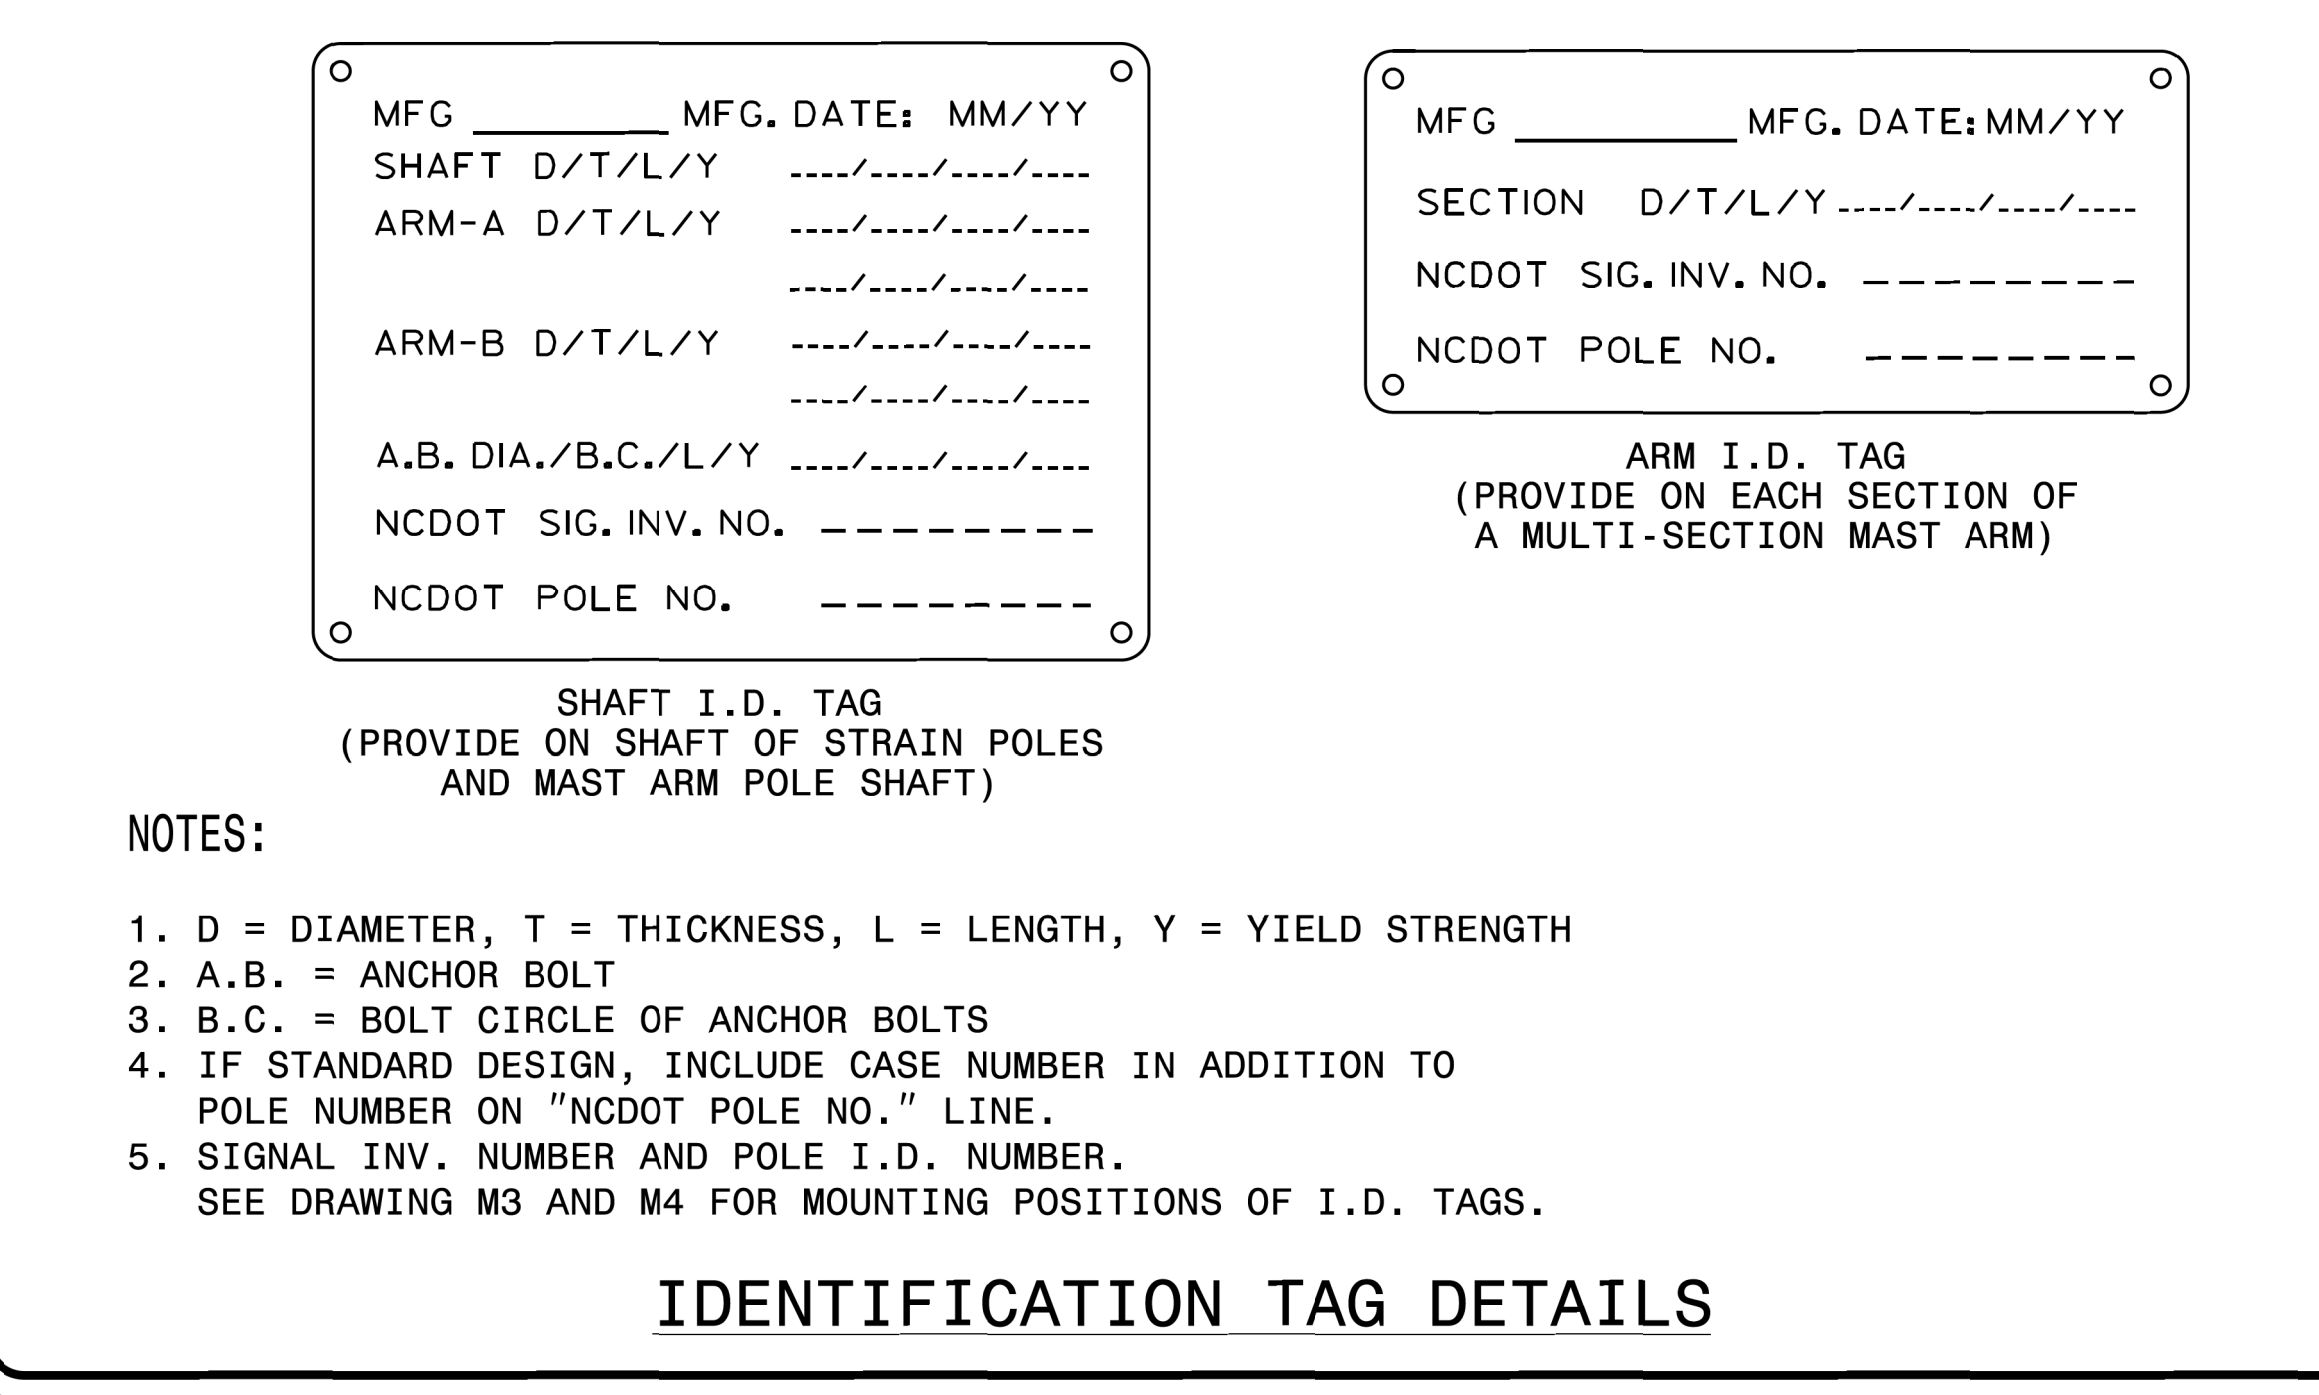 MFG ________ MFG. DATE: MM/YY
SHAFT D/T/L/Y ----/----/----/----
ARM-A D/T/L/Y ----/----/----/----
----/----/----/----
ARM-B D/T/L/Y ----/----/----/----
----/----/----/----
A.B. DIA./B.C./L/Y ----/----/----/----
NCDOT SIG. INV. NO. _ _ _ _ _ _ _ _
NCDOT POLE NO. _ _ _ _ _ _ _ _
SHAFT I.D. TAG
(PROVIDE ON SHAFT OF STRAIN POLES
AND MAST ARM POLE SHAFT)
MFG ________ MFG. DATE: MM/YY
SECTION D/T/L/Y ----/----/----/----
NCDOT SIG. INV. NO. _ _ _ _ _ _ _ _
NCDOT POLE NO. _ _ _ _ _ _ _ _
ARM I.D. TAG
(PROVIDE ON EACH SECTION OF
A MULTI-SECTION MAST ARM)
NOTES:
1. D = DIAMETER, T = THICKNESS, L = LENGTH, Y = YIELD STRENGTH
2. A.B. = ANCHOR BOLT
3. B.C. = BOLT CIRCLE OF ANCHOR BOLTS
4. IF STANDARD DESIGN, INCLUDE CASE NUMBER IN ADDITION TO
POLE NUMBER ON "NCDOT POLE NO." LINE.
5. SIGNAL INV. NUMBER AND POLE I.D. NUMBER.
SEE DRAWING M3 AND M4 FOR MOUNTING POSITIONS OF I.D. TAGS.
IDENTIFICATION TAG DETAILS